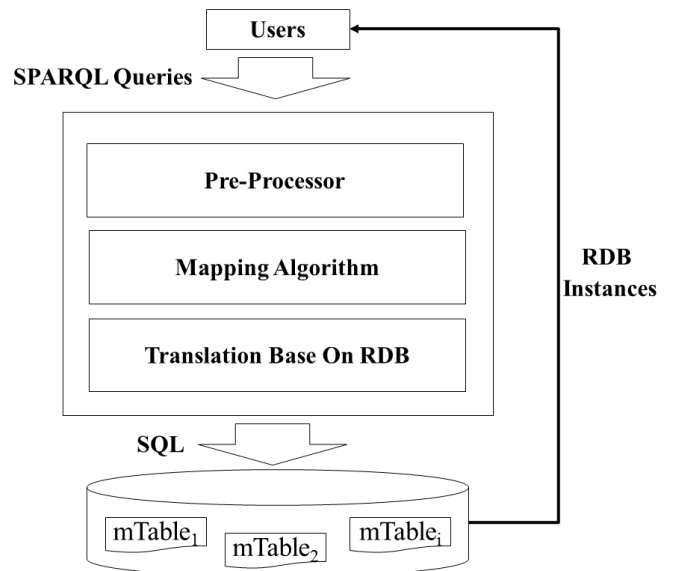 Users
SPARQL Queries
Pre-Processor
Mapping Algorithm
RDB
Instances
Translation Base On RDB
SQL
mTable₁
mTable₂
mTableᵢ